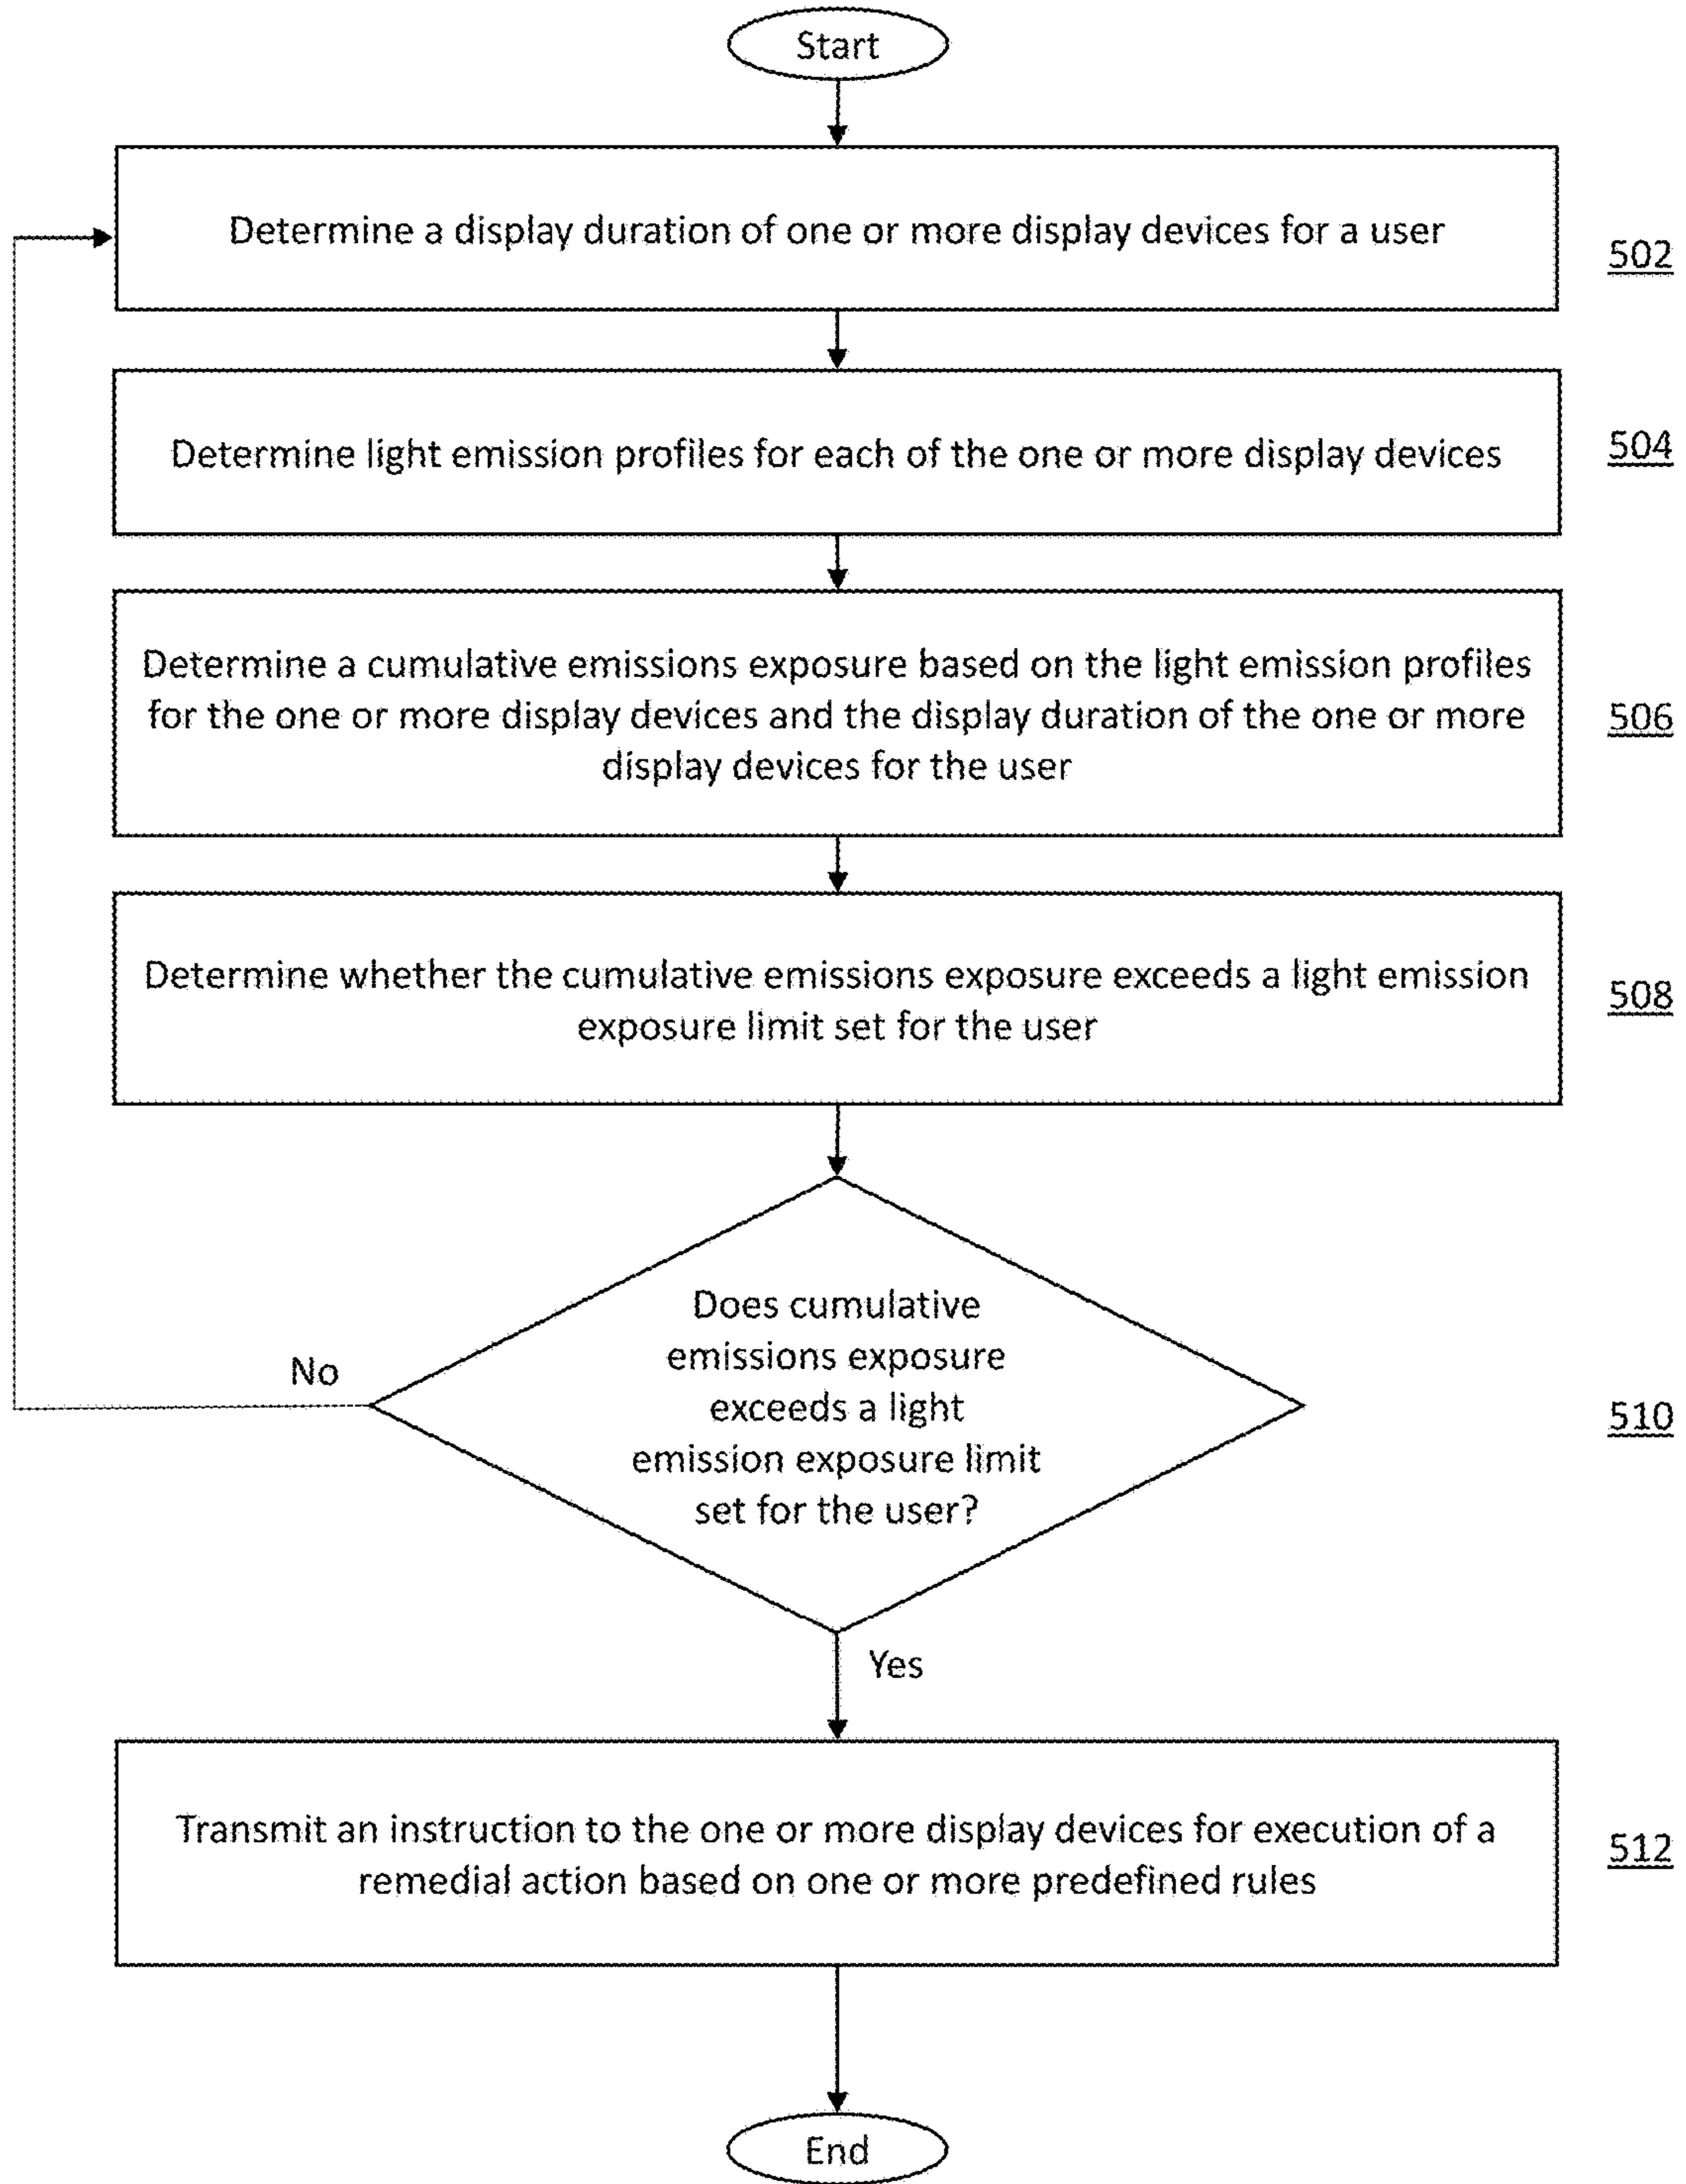 Start
Determine a display duration of one or more display devices for a user
502
Determine light emission profiles for each of the one or more display devices
504
Determine a cumulative emissions exposure based on the light emission profiles
for the one or more display devices and the display duration of the one or more
display devices for the user
506
Determine whether the cumulative emissions exposure exceeds a light emission
exposure limit set for the user
508
Does cumulative
emissions exposure
exceeds a light
emission exposure limit
set for the user?
No
510
Yes
Transmit an instruction to the one or more display devices for execution of a
remedial action based on one or more predefined rules
512
End